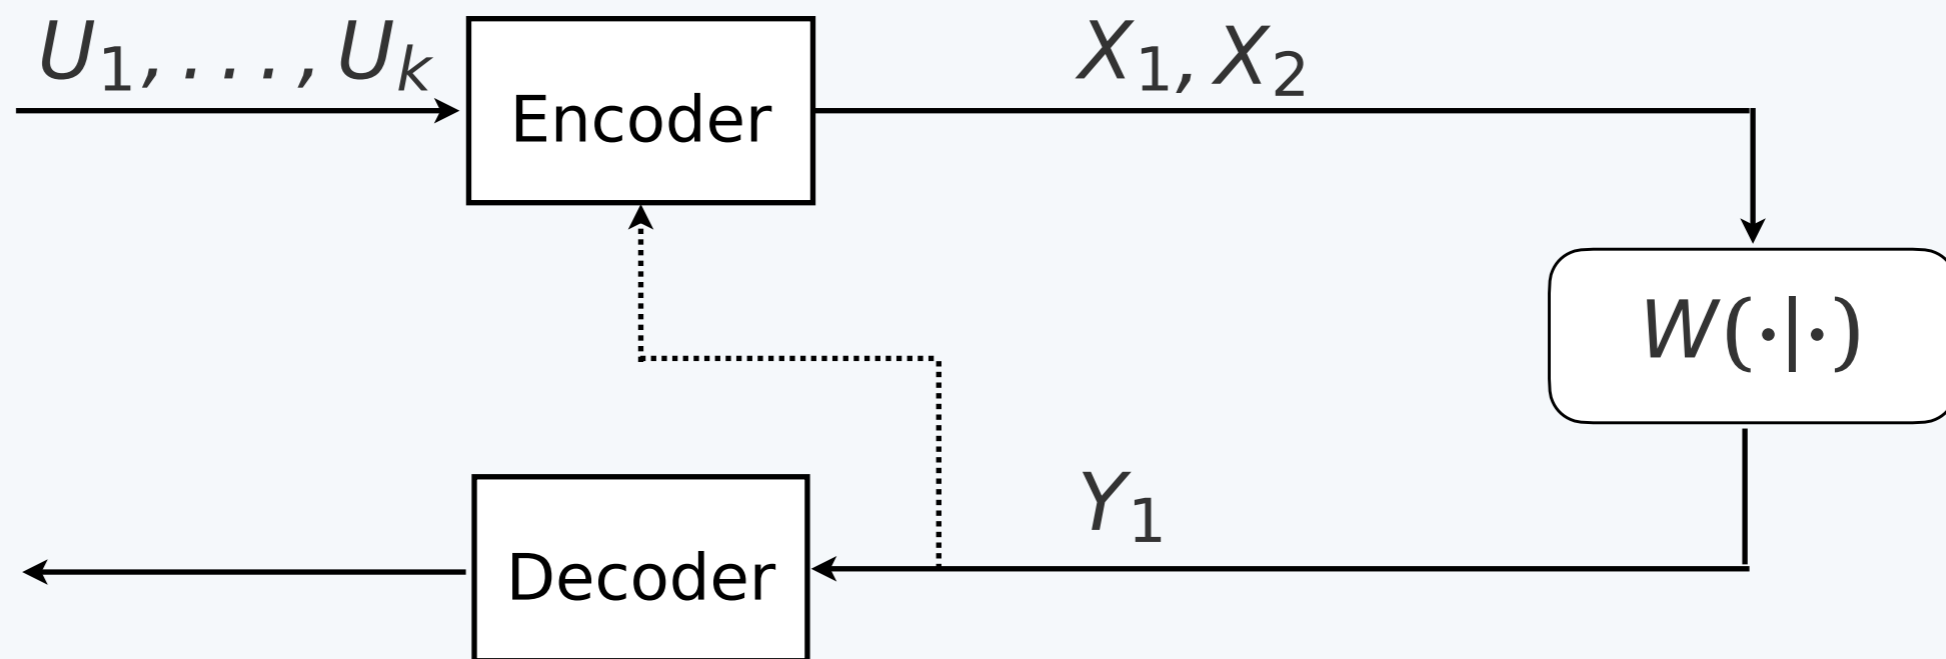 U₁, . . . , Uₖ
Encoder
X₁, X₂
W(·|·)
Y₁
Decoder